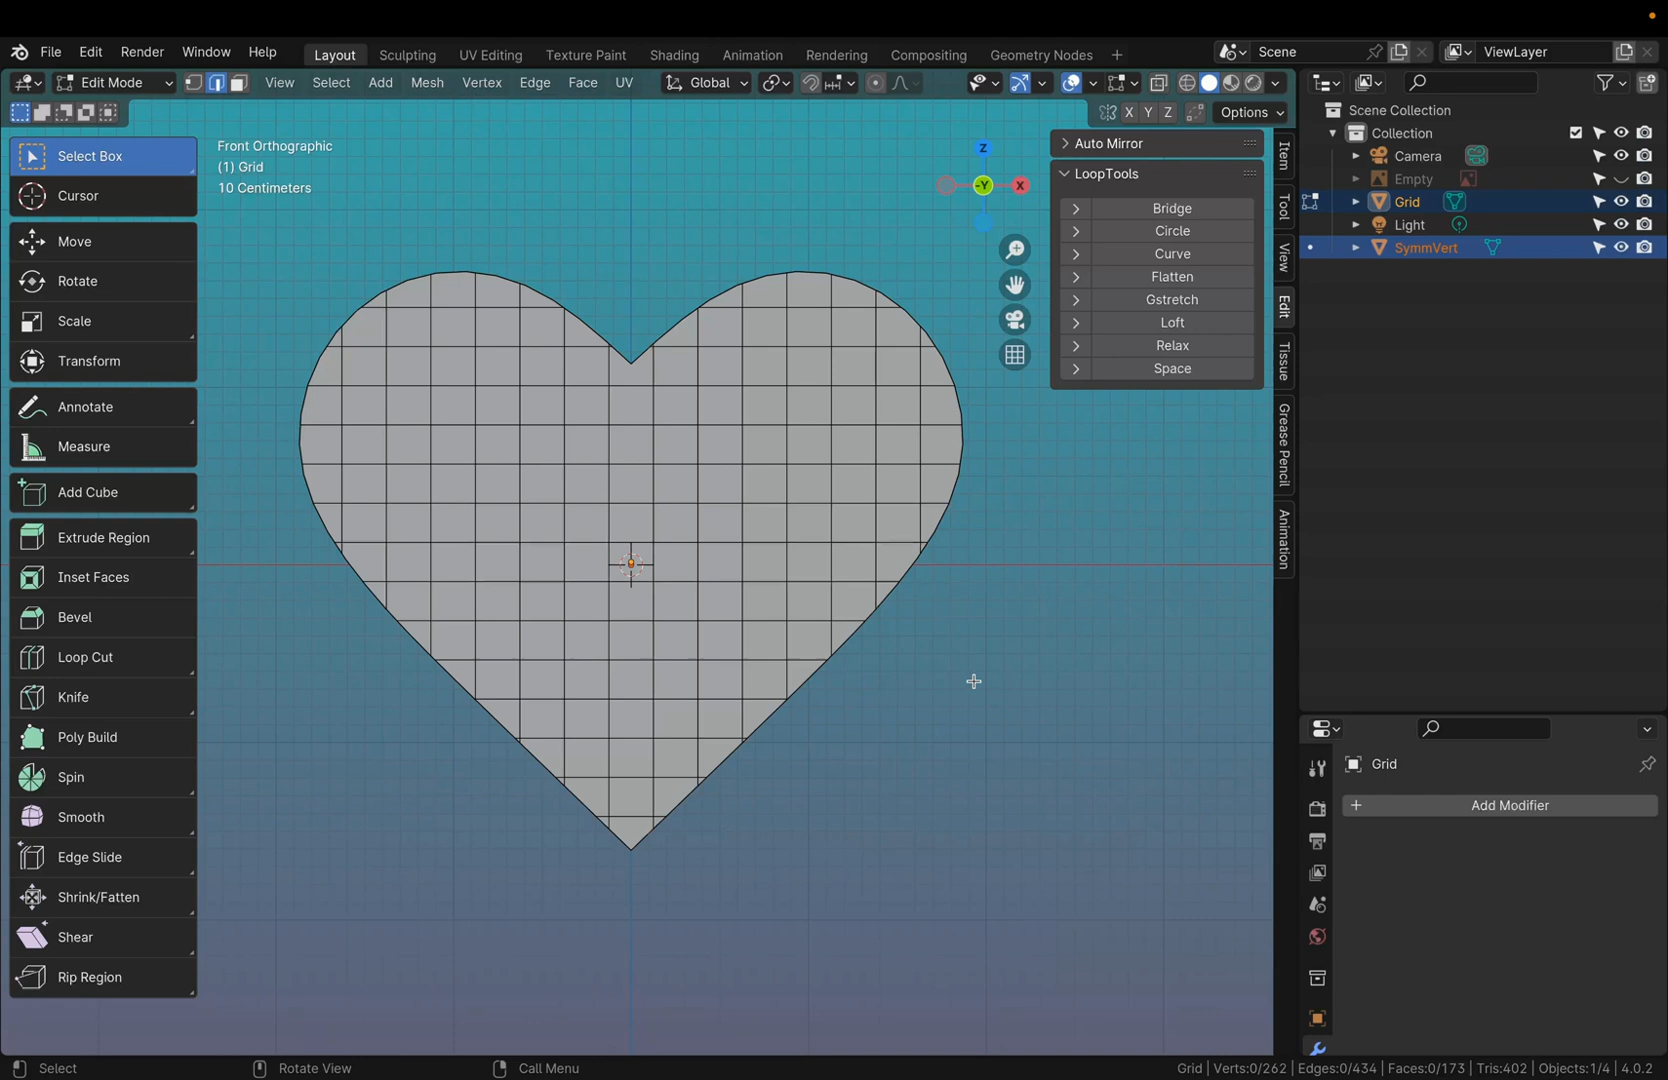 File Edit Render Window Help Layout Sculpting UV Editing Texture Paint Shading Animation Rendering Compositing Geometry Nodes + Scene ViewLayer
Edit Mode View Select Add Mesh Vertex Edge Face UV Global
X Y Z Options
Select Box
Cursor
Move
Rotate
Scale
Transform
Annotate
Measure
Add Cube
Extrude Region
Inset Faces
Bevel
Loop Cut
Knife
Poly Build
Spin
Smooth
Edge Slide
Shrink/Fatten
Shear
Rip Region
Front Orthographic
(1) Grid
10 Centimeters
Z
-Y
X
Auto Mirror
LoopTools
Bridge
Circle
Curve
Flatten
Gstretch
Loft
Relax
Space
Item
Tool
View
Edit
Tissue
Grease Pencil
Animation
Scene Collection
Collection
Camera
Empty
Grid
Light
SymmVert
Grid
+ Add Modifier
Select Rotate View Call Menu Grid | Verts:0/262 | Edges:0/434 | Faces:0/173 | Tris:402 | Objects:1/4 | 4.0.2